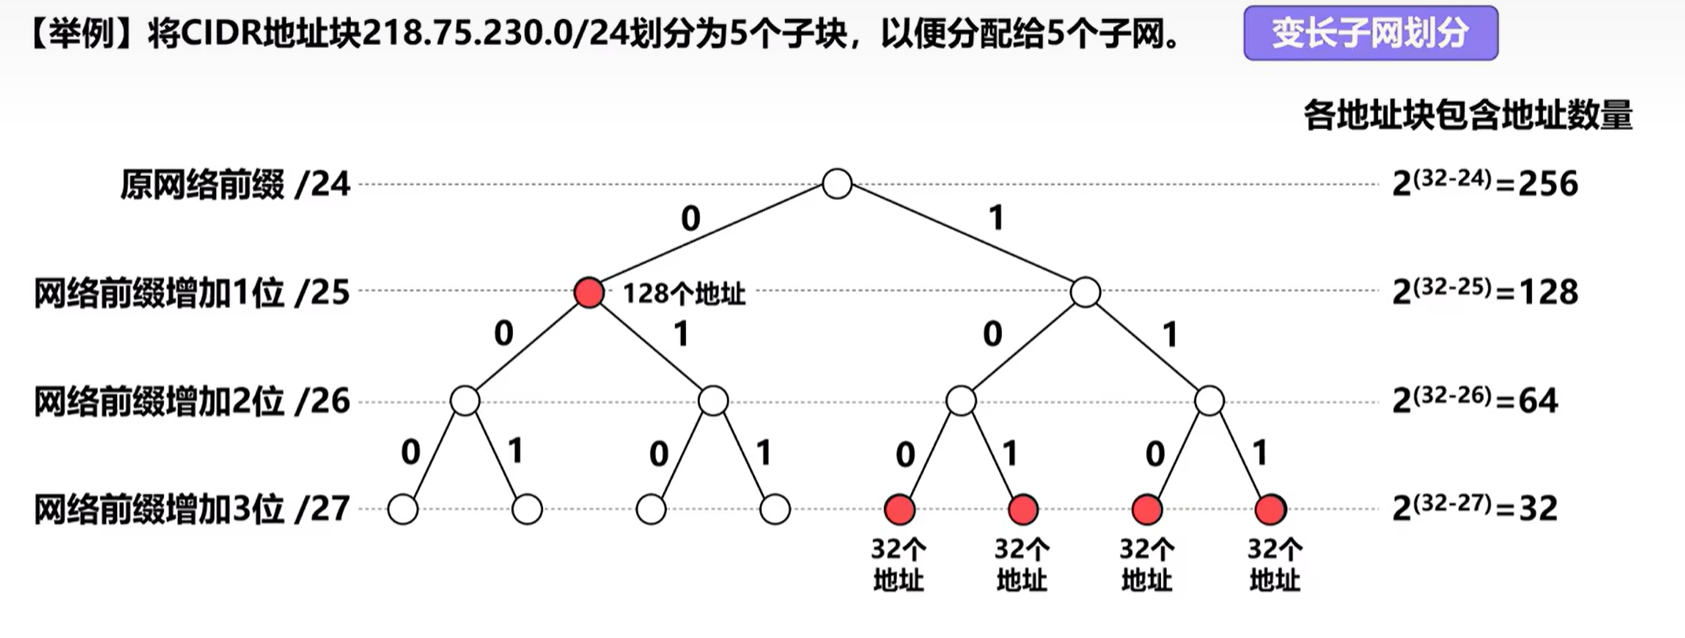 【举例】将CIDR地址块218.75.230.0/24划分为5个子块，以便分配给5个子网。 变长子网划分
各地址块包含地址数量
原网络前缀 /24 2(32-24)=256
0 1
网络前缀增加1位 /25 128个地址 2(32-25)=128
0 1 0 1
网络前缀增加2位 /26 2(32-26)=64
0 1 0 1 0 1 0 1
网络前缀增加3位 /27 2(32-27)=32
32个 32个 32个 32个
地址 地址 地址 地址